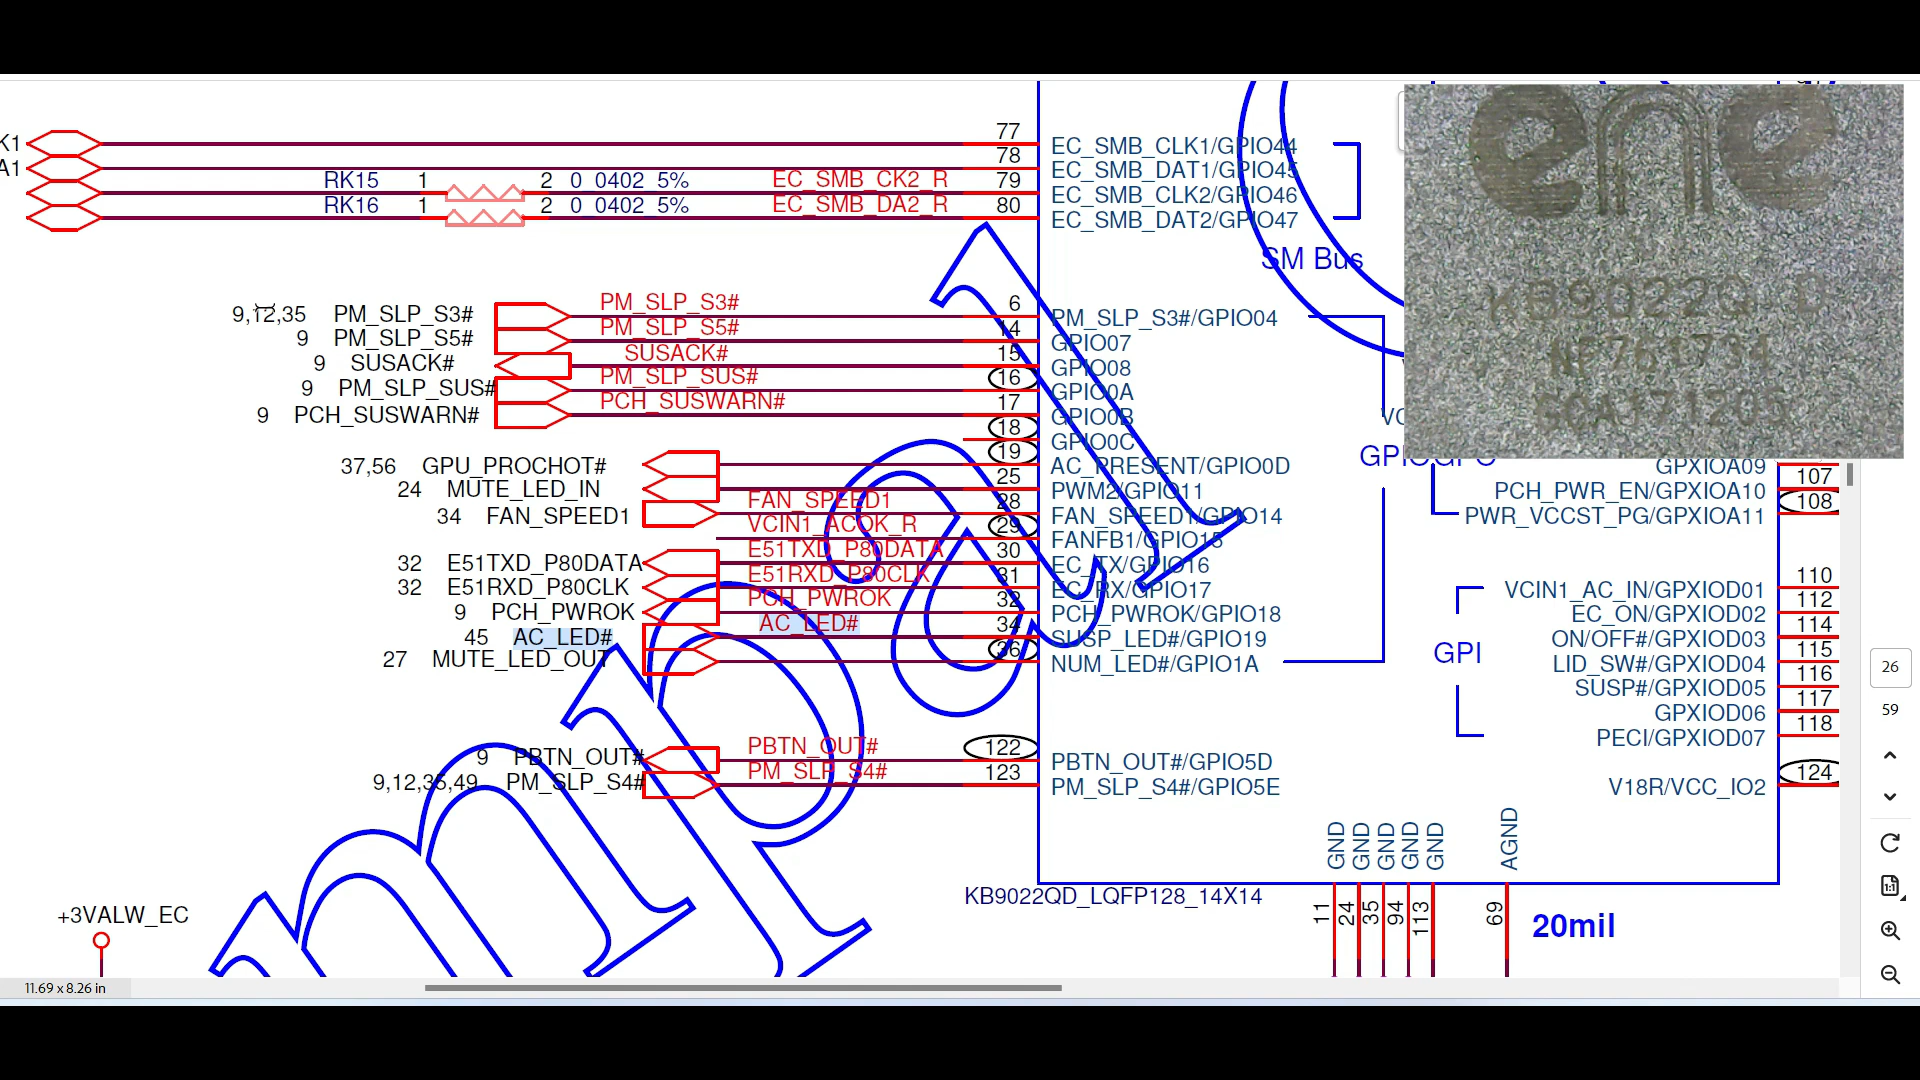 K1
A1
77
78
RK15 1 2 0_0402_5% EC_SMB_CK2_R 79
RK16 1 2 0_0402_5% EC_SMB_DA2_R 80
EC_SMB_CLK1/GPIO44
EC_SMB_DAT1/GPIO45
EC_SMB_CLK2/GPIO46
EC_SMB_DAT2/GPIO47
SM Bus
9,12,35 PM_SLP_S3# PM_SLP_S3# 6 PM_SLP_S3#/GPIO04
9 PM_SLP_S5# PM_SLP_S5# 14 GPIO07
9 SUSACK# SUSACK# 15 GPIO08
9 PM_SLP_SUS# PM_SLP_SUS# 16 GPIO0A
9 PCH_SUSWARN# PCH_SUSWARN# 17 GPIO0B
18 GPIO0C
37,56 GPU_PROCHOT# 19 AC_PRESENT/GPIO0D
24 MUTE_LED_IN 25 PWM2/GPIO11
34 FAN_SPEED1 FAN_SPEED1 28 FAN_SPEED1/GPIO14
VCIN1_ACOK_R 29 FANFB1/GPIO15
32 E51TXD_P80DATA E51TXD_P80DATA 30 EC_TX/GPIO16
32 E51RXD_P80CLK E51RXD_P80CLK 31 EC_RX/GPIO17
9 PCH_PWROK PCH_PWROK 32 PCH_PWROK/GPIO18
45 AC_LED# AC_LED# 34 SUSP_LED#/GPIO19
27 MUTE_LED_OUT 36 NUM_LED#/GPIO1A
9 PBTN_OUT# PBTN_OUT# 122 PBTN_OUT#/GPIO5D
9,12,35,49 PM_SLP_S4# PM_SLP_S4# 123 PM_SLP_S4#/GPIO5E
ene
GPIO
GPXIOA09 107
PCH_PWR_EN/GPXIOA10 108
PWR_VCCST_PG/GPXIOA11
VCIN1_AC_IN/GPXIOD01 110
EC_ON/GPXIOD02 112
ON/OFF#/GPXIOD03 114
GPI
LID_SW#/GPXIOD04 115
SUSP#/GPXIOD05 116
GPXIOD06 117
PECI/GPXIOD07 118
V18R/VCC_IO2 124
GND GND GND GND GND AGND
11 24 35 94 113 69
20mil
KB9022QD_LQFP128_14X14
+3VALW_EC
11.69 x 8.26 in
26
59